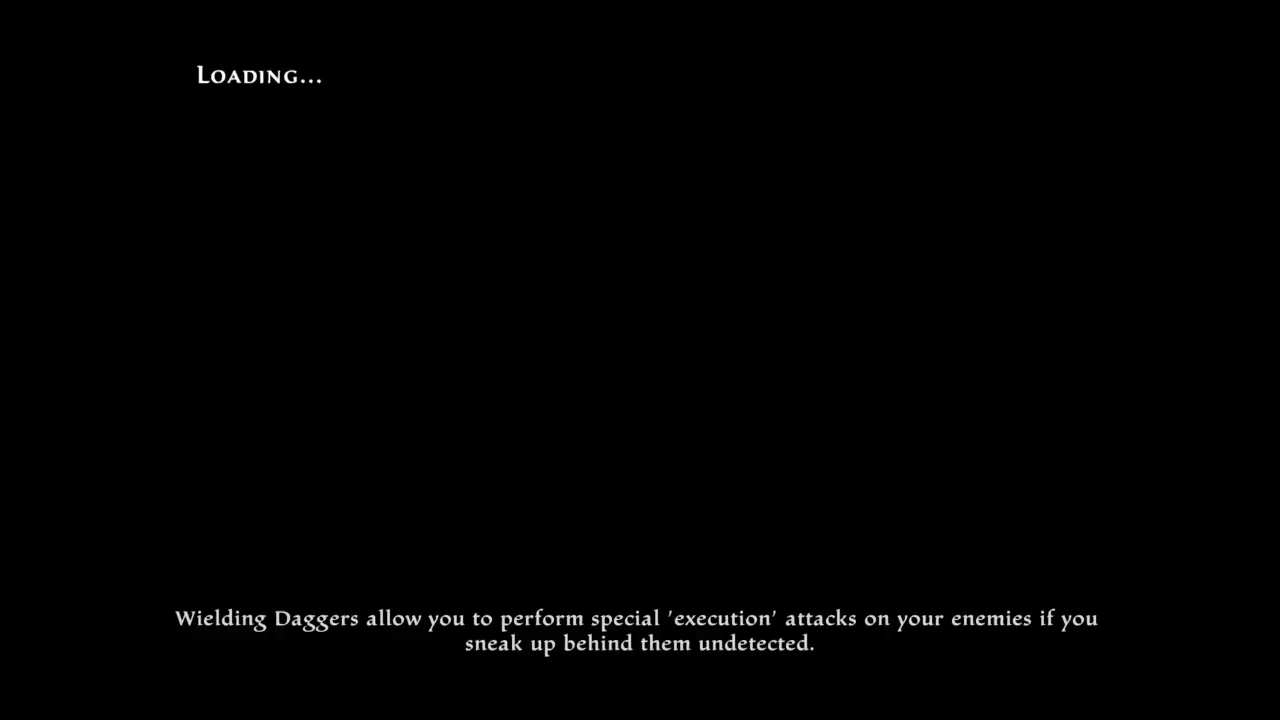 Loading...
Wielding Daggers allow you to perform special 'execution' attacks on your enemies if you
sneak up behind them undetected.